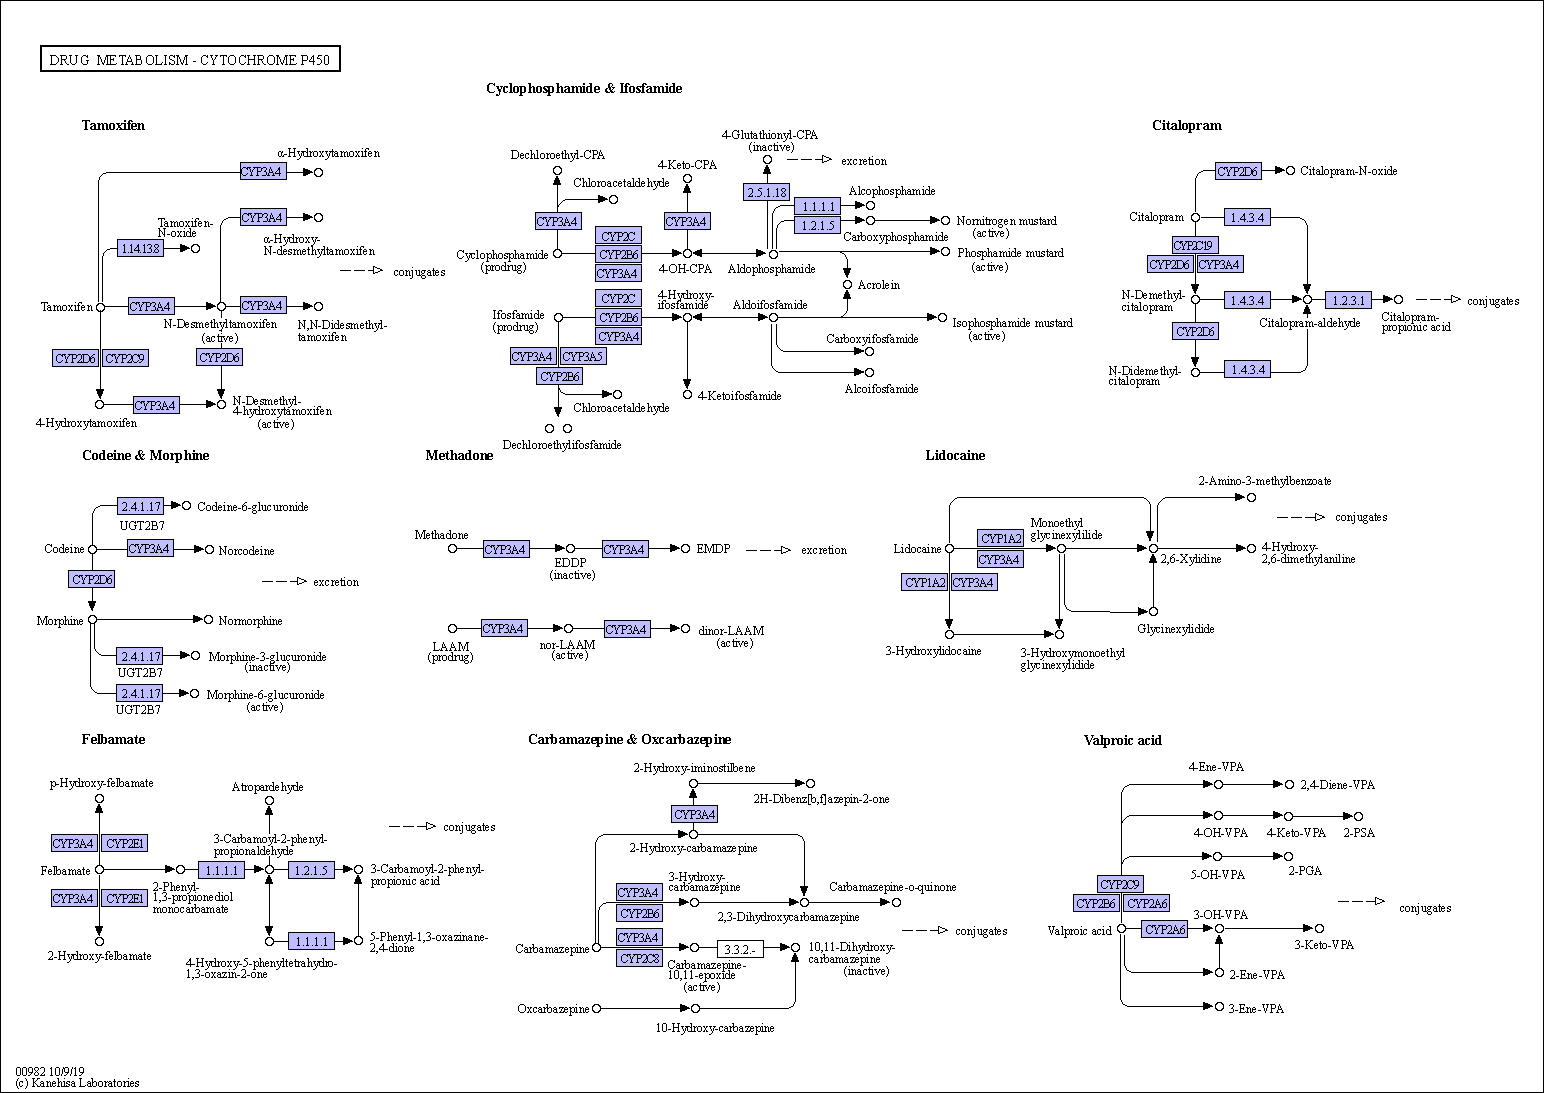 DRUG METABOLISM - CYTOCHROME P450
Cyclophosphamide & Ifosfamide
Tamoxifen
α-Hydroxytamoxifen
CYP3A4
CYP3A4
Tamoxifen-
N-oxide
1.14.13.8
α-Hydroxy-
N-desmethyltamoxifen
conjugates
Tamoxifen
CYP3A4
CYP3A4
N-Desmethyltamoxifen
(active)
N,N-Didesmethyl-
tamoxifen
CYP2D6
CYP2C9
CYP2D6
CYP3A4
4-Hydroxytamoxifen
N-Desmethyl-
4-hydroxytamoxifen
(active)
Dechloroethyl-CPA
Chloroacetaldehyde
4-Keto-CPA
4-Glutathionyl-CPA
(inactive)
excretion
2.5.1.18
Alcophosphamide
1.1.1.1
1.2.1.5
Carboxyphosphamide
Nornitrogen mustard
(active)
CYP3A4
CYP3A4
CYP2C
CYP2B6
CYP3A4
Cyclophosphamide
(prodrug)
4-OH-CPA
Aldophosphamide
Phosphamide mustard
(active)
Acrolein
CYP2C
CYP2B6
CYP3A4
4-Hydroxy-
ifosfamide
Aldoifosfamide
Ifosfamide
(prodrug)
Isophosphamide mustard
(active)
CYP3A4
CYP3A5
CYP2B6
Carboxyifosfamide
Alcoifosfamide
Chloroacetaldehyde
4-Ketoifosfamide
Dechloroethylifosfamide
Citalopram
CYP2D6
Citalopram-N-oxide
Citalopram
1.4.3.4
CYP2C19
CYP2D6
CYP3A4
N-Demethyl-
citalopram
1.4.3.4
1.2.3.1
conjugates
Citalopram-aldehyde
Citalopram-
propionic acid
CYP2D6
N-Didemethyl-
citalopram
1.4.3.4
Codeine & Morphine
2.4.1.17
UGT2B7
Codeine-6-glucuronide
Codeine
CYP3A4
Norcodeine
CYP2D6
excretion
Morphine
Normorphine
2.4.1.17
UGT2B7
Morphine-3-glucuronide
(inactive)
2.4.1.17
UGT2B7
Morphine-6-glucuronide
(active)
Methadone
Methadone
CYP3A4
CYP3A4
EMDP
excretion
EDDP
(inactive)
CYP3A4
CYP3A4
LAAM
(prodrug)
nor-LAAM
(active)
dinor-LAAM
(active)
Lidocaine
2-Amino-3-methylbenzoate
conjugates
Monoethyl
glycinexylilide
CYP1A2
CYP3A4
Lidocaine
2,6-Xylidine
4-Hydroxy-
2,6-dimethylaniline
CYP1A2
CYP3A4
Glycinexylidide
3-Hydroxylidocaine
3-Hydroxymonoethyl
glycinexylidide
Felbamate
p-Hydroxy-felbamate
Atropardehyde
conjugates
CYP3A4
CYP2E1
3-Carbamoyl-2-phenyl-
propionaldehyde
Felbamate
1.1.1.1
1.2.1.5
3-Carbamoyl-2-phenyl-
propionic acid
2-Phenyl-
1,3-propionediol
monocarbamate
CYP3A4
CYP2E1
1.1.1.1
5-Phenyl-1,3-oxazinane-
2,4-dione
2-Hydroxy-felbamate
4-Hydroxy-5-phenyltetrahydro-
1,3-oxazin-2-one
Carbamazepine & Oxcarbazepine
2-Hydroxy-iminostilbene
2H-Dibenz[b,f]azepin-2-one
CYP3A4
2-Hydroxy-carbamazepine
3-Hydroxy-
carbamazepine
CYP3A4
CYP2B6
Carbamazepine-o-quinone
2,3-Dihydroxycarbamazepine
CYP3A4
CYP2C8
Carbamazepine
3.3.2.-
conjugates
Carbamazepine-
10,11-epoxide
(active)
10,11-Dihydroxy-
carbamazepine
(inactive)
Oxcarbazepine
10-Hydroxy-carbazepine
Valproic acid
4-Ene-VPA
2,4-Diene-VPA
4-OH-VPA
4-Keto-VPA
2-PSA
5-OH-VPA
2-PGA
CYP2C9
CYP2B6
CYP2A6
Valproic acid
CYP2A6
3-OH-VPA
3-Keto-VPA
conjugates
2-Ene-VPA
3-Ene-VPA
00982 10/9/19
(c) Kanehisa Laboratories